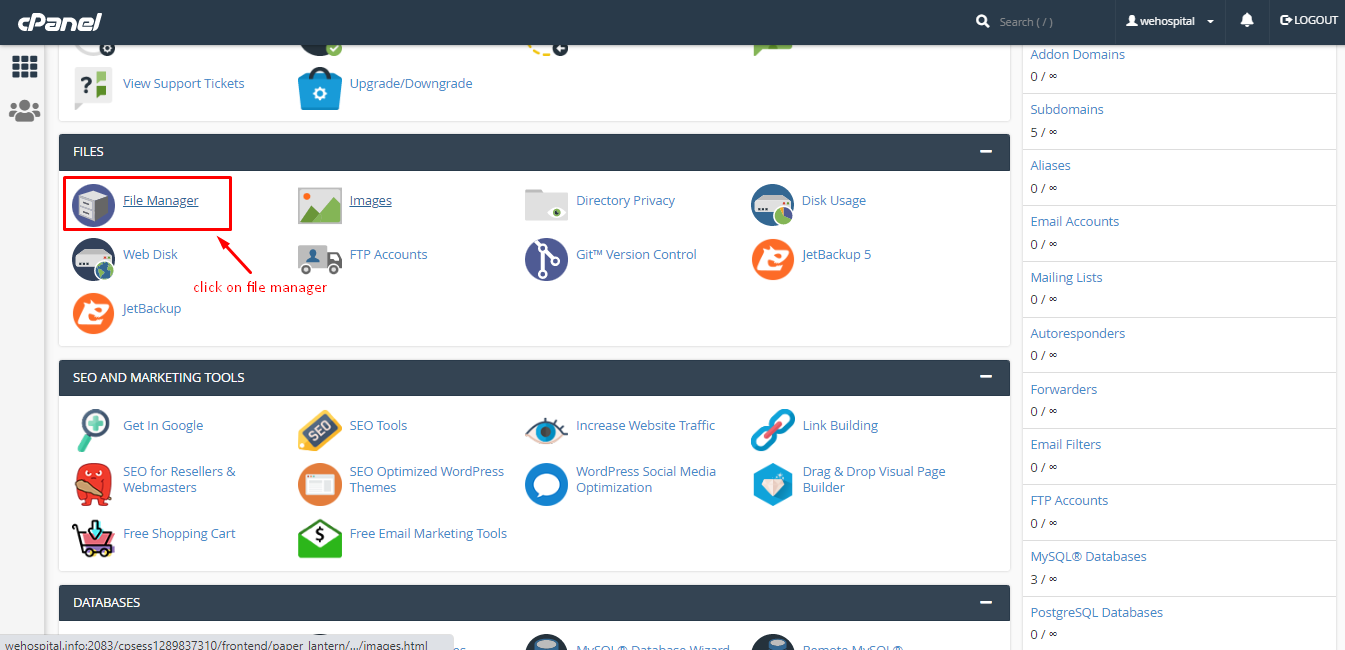 cPanel
Search ( / )
wehospital
LOGOUT
View Support Tickets
Upgrade/Downgrade
FILES
File Manager
Images
Directory Privacy
Disk Usage
Web Disk
FTP Accounts
Git™ Version Control
JetBackup 5
click on file manager
JetBackup
SEO AND MARKETING TOOLS
Get In Google
SEO
SEO Tools
Increase Website Traffic
Link Building
SEO for Resellers &
Webmasters
SEO Optimized WordPress
Themes
WordPress Social Media
Optimization
Drag & Drop Visual Page
Builder
Free Shopping Cart
Free Email Marketing Tools
DATABASES
MySQL® Database Wizard
Remote MySQL®
wehospital.info:2083/cpsess1289837310/frontend/paper_lantern/.../images.html
Addon Domains
0 / ∞
Subdomains
5 / ∞
Aliases
0 / ∞
Email Accounts
0 / ∞
Mailing Lists
0 / ∞
Autoresponders
0 / ∞
Forwarders
0 / ∞
Email Filters
0 / ∞
FTP Accounts
0 / ∞
MySQL® Databases
3 / ∞
PostgreSQL Databases
0 / ∞